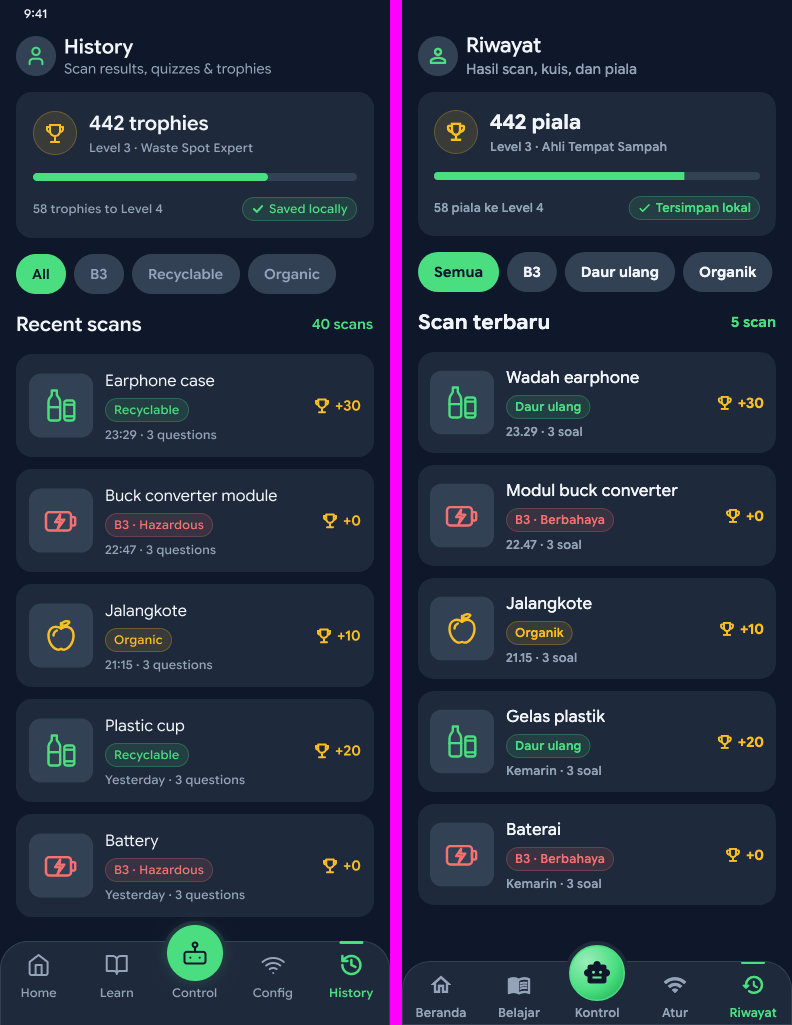 9:41
History
Scan results, quizzes & trophies
442 trophies
Level 3 · Waste Spot Expert
58 trophies to Level 4
Saved locally
All
B3
Recyclable
Organic
Recent scans
40 scans
Earphone case
Recyclable
+30
23:29 · 3 questions
Buck converter module
B3 · Hazardous
+0
22:47 · 3 questions
Jalangkote
Organic
+10
21:15 · 3 questions
Plastic cup
Recyclable
+20
Yesterday · 3 questions
Battery
B3 · Hazardous
+0
Yesterday · 3 questions
Home
Learn
Control
Config
History
Riwayat
Hasil scan, kuis, dan piala
442 piala
Level 3 · Ahli Tempat Sampah
58 piala ke Level 4
Tersimpan lokal
Semua
B3
Daur ulang
Organik
Scan terbaru
5 scan
Wadah earphone
Daur ulang
+30
23.29 · 3 soal
Modul buck converter
B3 · Berbahaya
+0
22.47 · 3 soal
Jalangkote
Organik
+10
21.15 · 3 soal
Gelas plastik
Daur ulang
+20
Kemarin · 3 soal
Baterai
B3 · Berbahaya
+0
Kemarin · 3 soal
Beranda
Belajar
Kontrol
Atur
Riwayat